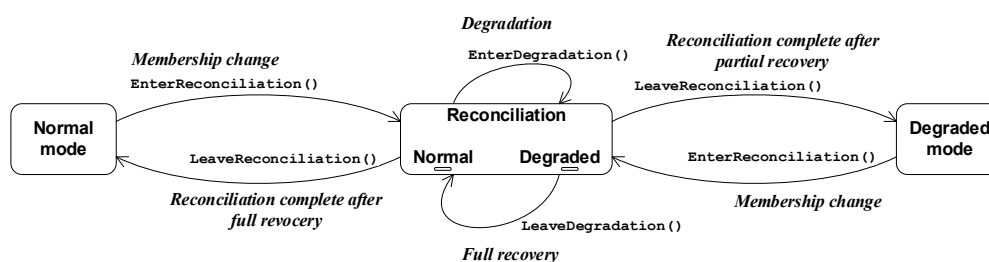 Degradation
EnterDegradation()
Membership change
EnterReconciliation()
Reconciliation complete after
partial recovery
LeaveReconciliation()
Normal
mode
Reconciliation
Normal Degraded
Degraded
mode
LeaveReconciliation()
Reconciliation complete after
full revocery
EnterReconciliation()
Membership change
LeaveDegradation()
Full recovery